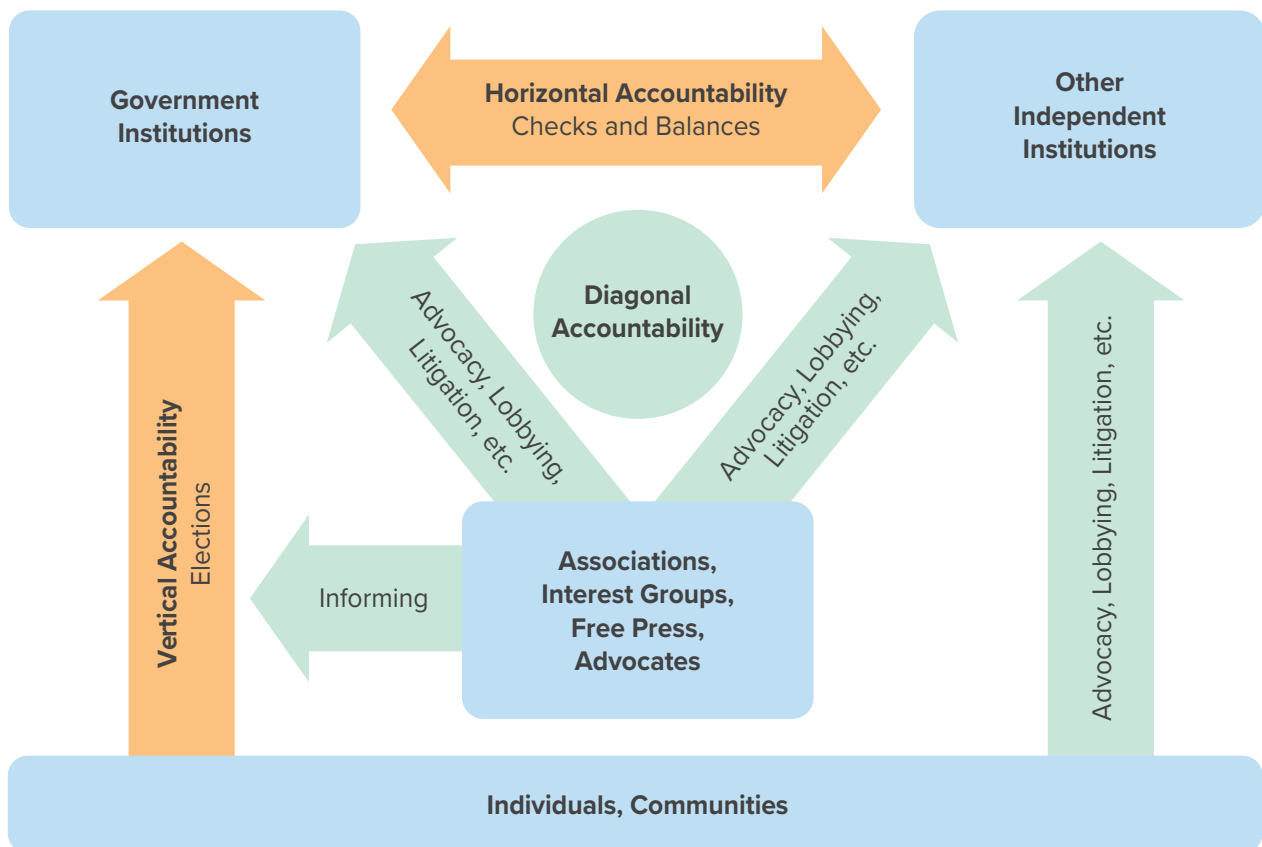 Government
Institutions
Horizontal Accountability
Checks and Balances
Other
Independent
Institutions
Diagonal
Accountability
Advocacy, Lobbying,
Litigation, etc.
Advocacy, Lobbying,
Litigation, etc.
Advocacy, Lobbying, Litigation, etc.
Vertical Accountability
Elections
Informing
Associations,
Interest Groups,
Free Press,
Advocates
Individuals, Communities